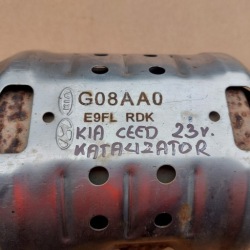 G08AA0
E9FL RDK
KIA CEED 23r.
KATALIZATOR